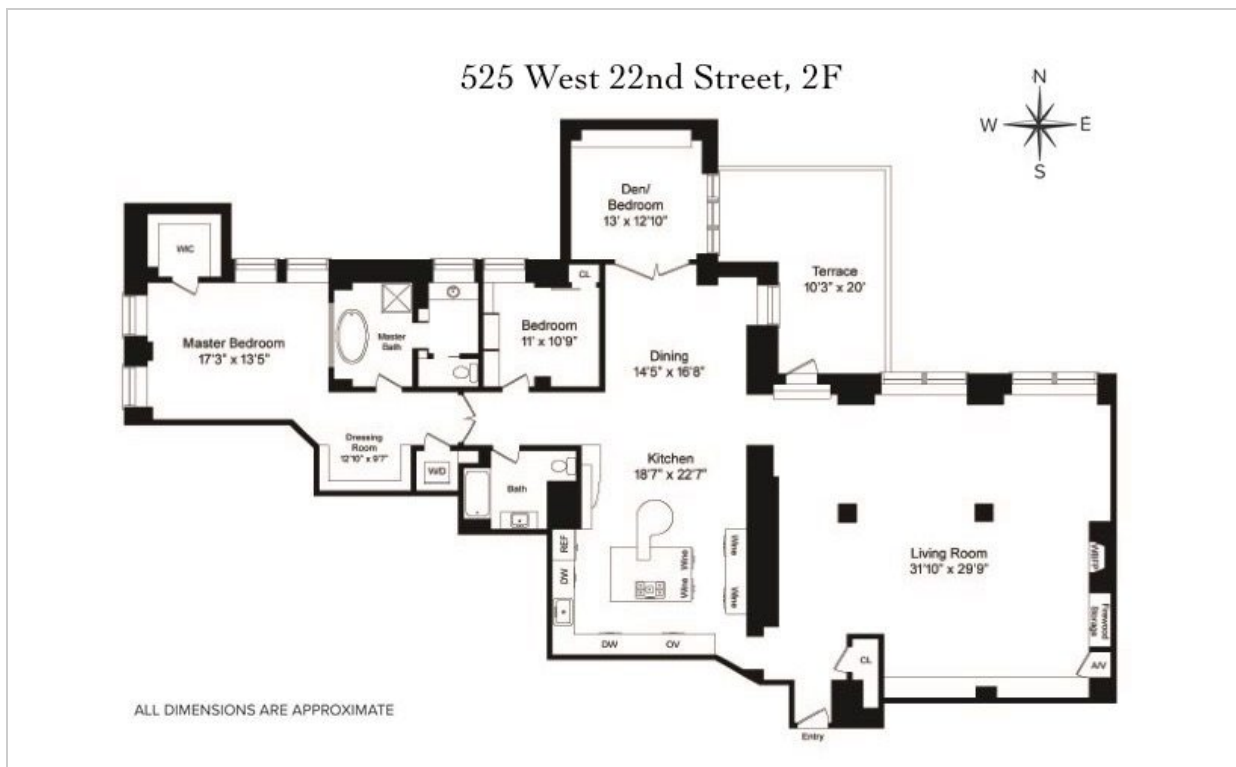 525 West 22nd Street, 2F
N
W
E
S
Den/
Bedroom
13' x 12'10"
WIC
CL
Terrace
10'3" x 20'
Master Bedroom
17'3" x 13'5"
Master
Bath
Bedroom
11' x 10'9"
Dining
14'5" x 16'8"
Dressing
Room
12'10" x 9'7"
W/D
Bath
Kitchen
18'7" x 22'7"
REF
DW
Wine
Wine
Wine
Wine
DW
OV
Living Room
31'10" x 29'9"
WBFP
Firewood
Storage
A/V
CL
Entry
ALL DIMENSIONS ARE APPROXIMATE